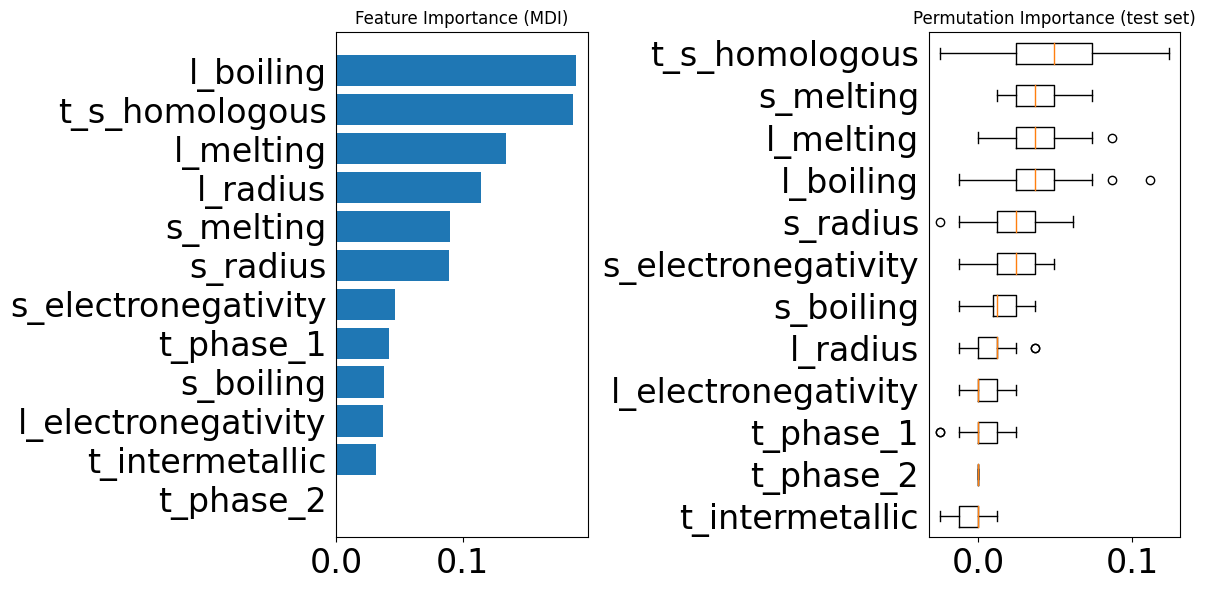 Feature Importance (MDI)
l_boiling
t_s_homologous
l_melting
l_radius
s_melting
s_radius
s_electronegativity
t_phase_1
s_boiling
l_electronegativity
t_intermetallic
t_phase_2
0.0 0.1
Permutation Importance (test set)
t_s_homologous
s_melting
l_melting
l_boiling
s_radius
s_electronegativity
s_boiling
l_radius
l_electronegativity
t_phase_1
t_phase_2
t_intermetallic
0.0 0.1